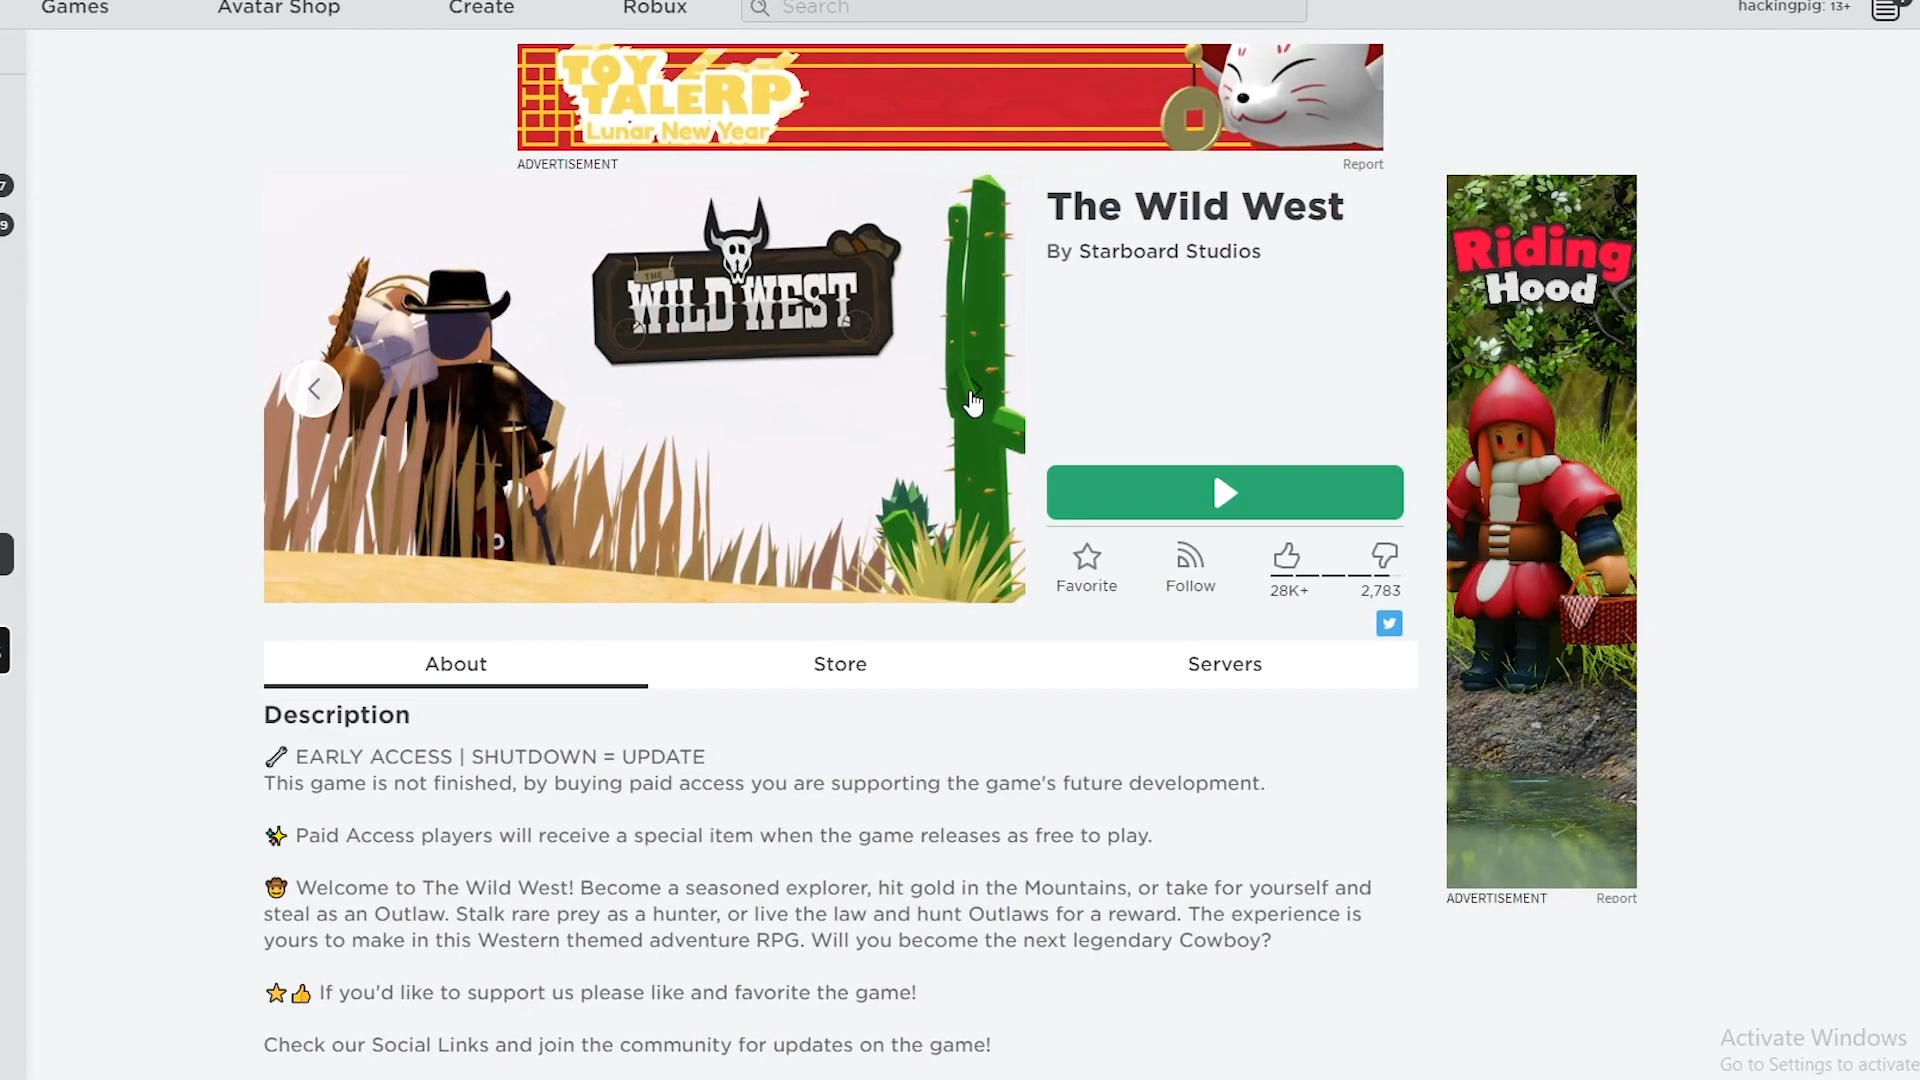 Games Avatar Shop Create Robux Search hackingpig: 13+
TOY
TALERP
Lunar New Year
ADVERTISEMENT Report
7
9
THE
WILD WEST
The Wild West
By Starboard Studios
Favorite Follow 28K+ 2,783
Riding
Hood
ADVERTISEMENT Report
About Store Servers
Description
EARLY ACCESS | SHUTDOWN = UPDATE
This game is not finished, by buying paid access you are supporting the game's future development.
Paid Access players will receive a special item when the game releases as free to play.
Welcome to The Wild West! Become a seasoned explorer, hit gold in the Mountains, or take for yourself and
steal as an Outlaw. Stalk rare prey as a hunter, or live the law and hunt Outlaws for a reward. The experience is
yours to make in this Western themed adventure RPG. Will you become the next legendary Cowboy?
If you'd like to support us please like and favorite the game!
Check our Social Links and join the community for updates on the game!
Activate Windows
Go to Settings to activate